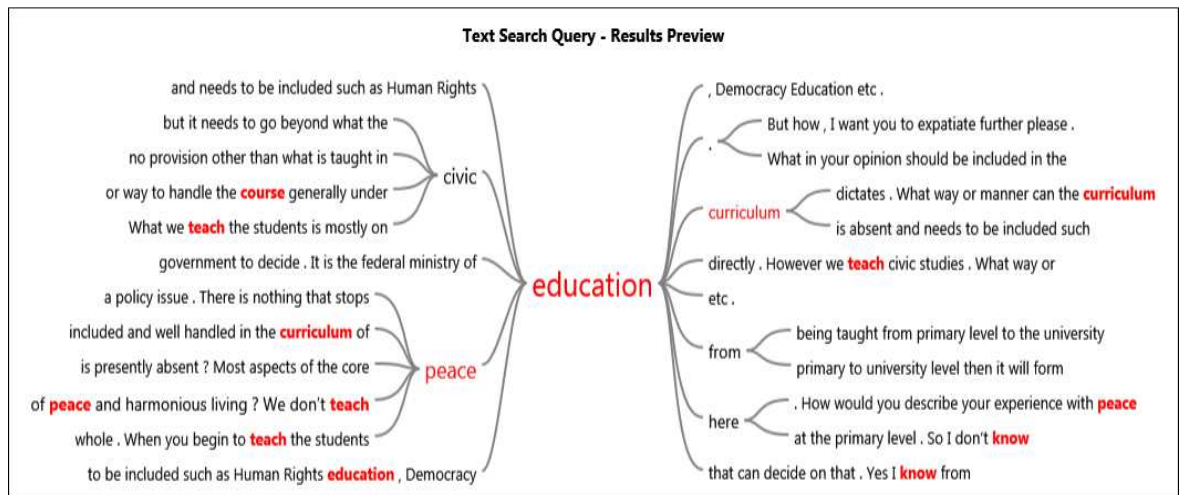 Text Search Query - Results Preview
and needs to be included such as Human Rights
but it needs to go beyond what the
no provision other than what is taught in
or way to handle the course generally under
What we teach the students is mostly on
civic
government to decide . It is the federal ministry of
a policy issue . There is nothing that stops
included and well handled in the curriculum of
is presently absent ? Most aspects of the core
of peace and harmonious living ? We don't teach
whole . When you begin to teach the students
peace
to be included such as Human Rights education , Democracy
education
, Democracy Education etc .
.
But how , I want you to expatiate further please .
What in your opinion should be included in the
curriculum
dictates . What way or manner can the curriculum
is absent and needs to be included such
directly . However we teach civic studies . What way or
etc .
from
being taught from primary level to the university
primary to university level then it will form
here
. How would you describe your experience with peace
at the primary level . So I don't know
that can decide on that . Yes I know from